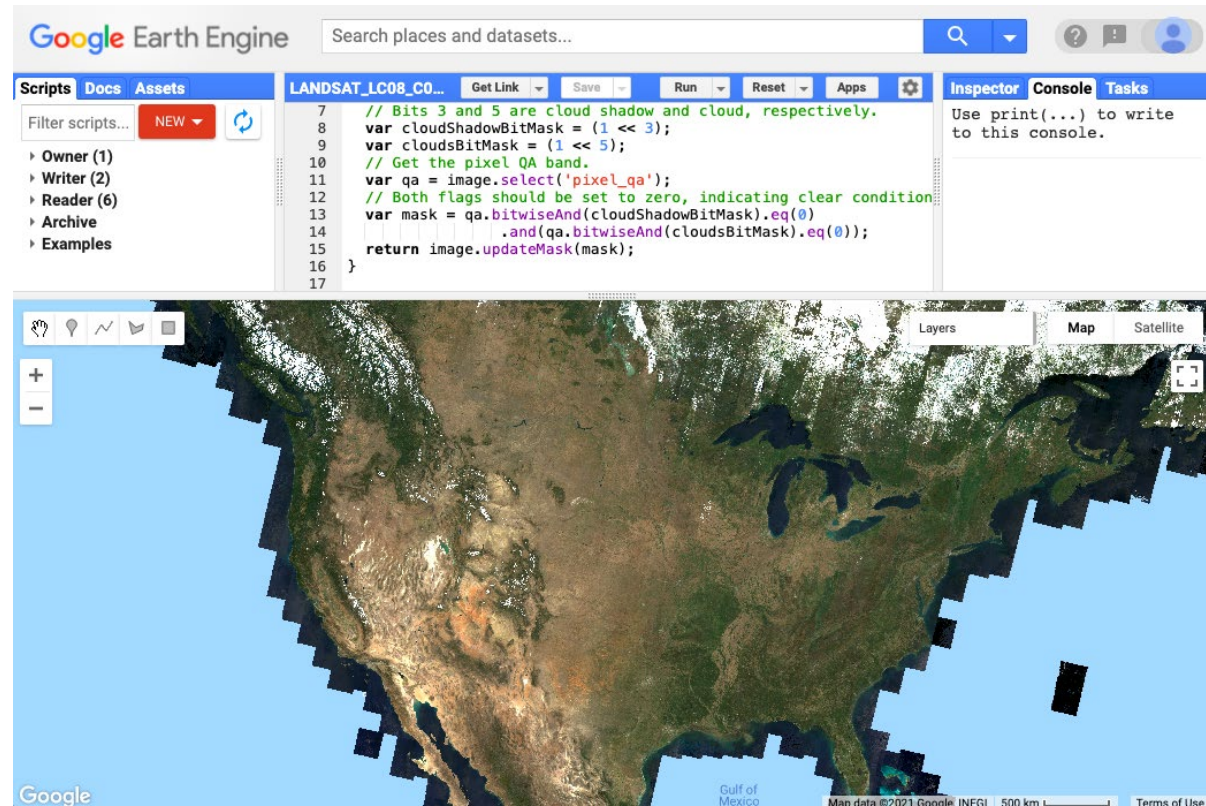 Google Earth Engine
Search places and datasets...
Scripts Docs Assets
Filter scripts...
NEW
Owner (1)
Writer (2)
Reader (6)
Archive
Examples
LANDSAT_LC08_C0...
Get Link
Save
Run
Reset
Apps
7 // Bits 3 and 5 are cloud shadow and cloud, respectively.
8 var cloudShadowBitMask = (1 << 3);
9 var cloudsBitMask = (1 << 5);
10 // Get the pixel QA band.
11 var qa = image.select('pixel_qa');
12 // Both flags should be set to zero, indicating clear condition
13 var mask = qa.bitwiseAnd(cloudShadowBitMask).eq(0)
14 .and(qa.bitwiseAnd(cloudsBitMask).eq(0));
15 return image.updateMask(mask);
16 }
17
Inspector Console Tasks
Use print(...) to write
to this console.
Layers
Map
Satellite
+
−
Google
Gulf of
Mexico
Map data ©2021 Google, INEGI
500 km
Terms of Use